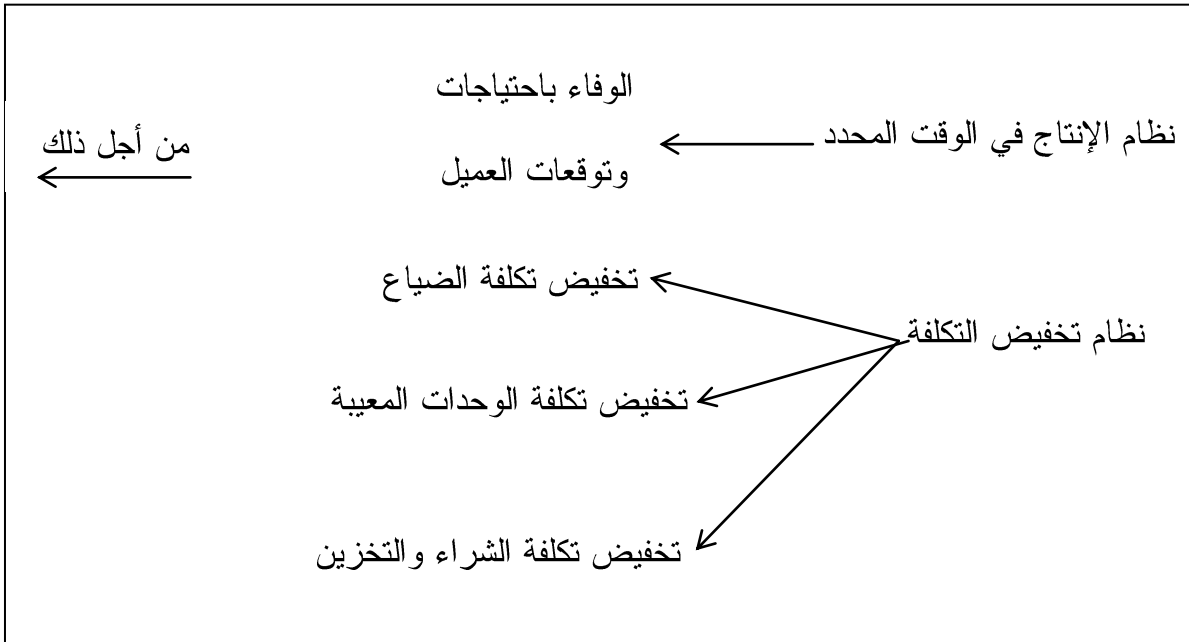 الوفاء باحتياجات
نظام الإنتاج في الوقت المحدد
من أجل ذلك
وتوقعات العميل
تخفيض تكلفة الضياع
نظام تخفيض التكلفة
تخفيض تكلفة الوحدات المعيبة
تخفيض تكلفة الشراء والتخزين